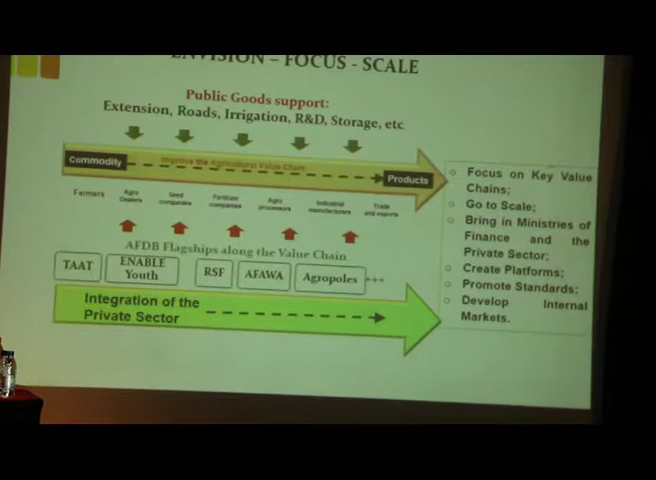 ENVISION – FOCUS - SCALE
Public Goods support:
Extension, Roads, Irrigation, R&D, Storage, etc
Commodity
Improve the Agricultural Value Chain
Products
Farmers
Agro
Dealers
Seed
companies
Fertilizer
companies
Agro
processors
Industrial
manufacturers
Trade
and exports
AFDB Flagships along the Value Chain
TAAT
ENABLE
Youth
RSF
AFAWA
Agropoles
+++
Integration of the
Private Sector
Focus on Key Value
Chains;
Go to Scale;
Bring in Ministries of
Finance and the
Private Sector;
Create Platforms;
Promote Standards;
Develop Internal
Markets.